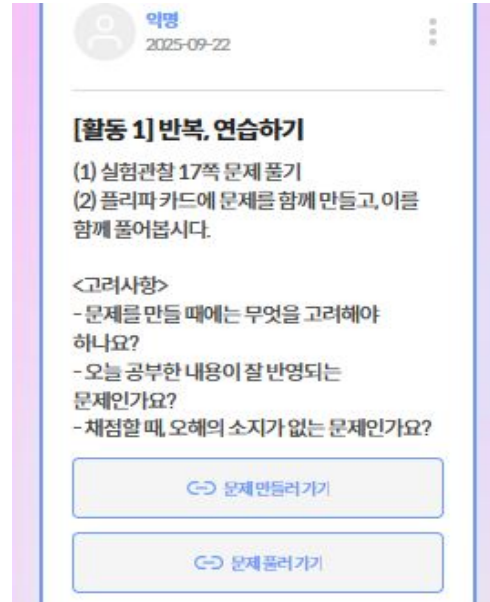 익명
2025-09-22
[활동 1] 반복, 연습하기
(1) 실험관찰 17쪽 문제 풀기
(2) 플리파 카드에 문제를 함께 만들고, 이를
함께 풀어봅시다.
<고려사항>
- 문제를 만들 때에는 무엇을 고려해야
하나요?
- 오늘 공부한 내용이 잘 반영되는
문제인가요?
- 채점할 때, 오해의 소지가 없는 문제인가요?
문제 만들러 가기
문제 풀러 가기